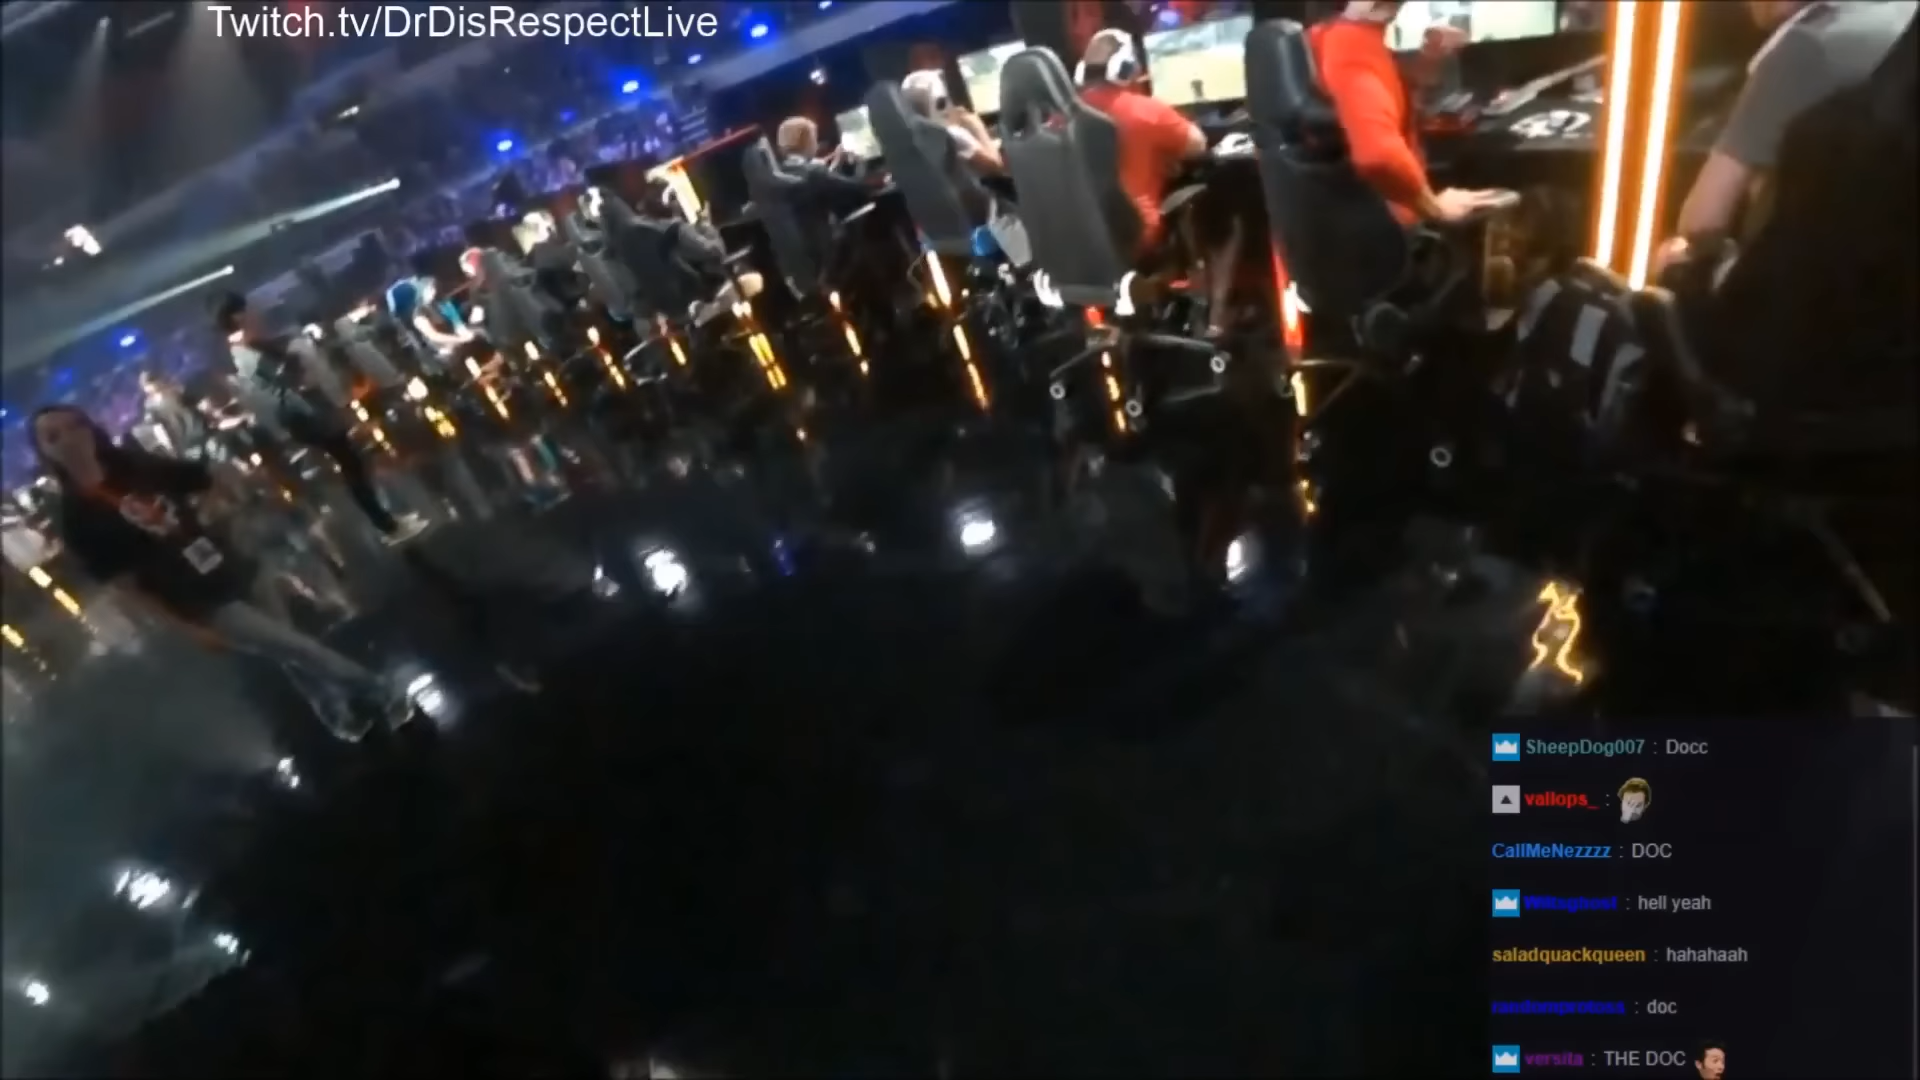 Twitch.tv/DrDisRespectLive
SheepDog007 : Docc
vallops_ :
CallMeNezzzz : DOC
: hell yeah
saladquackqueen : hahahaah
: doc
versita : THE DOC